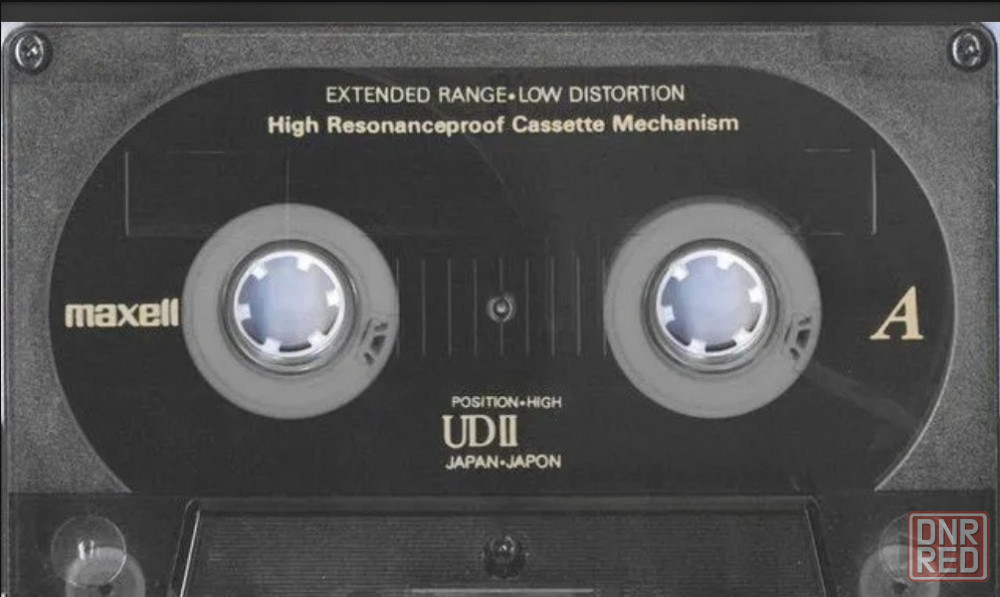 EXTENDED RANGE•LOW DISTORTION
High Resonanceproof Cassette Mechanism
maxell
A
POSITION•HIGH
UDII
JAPAN•JAPON
DNR
RED